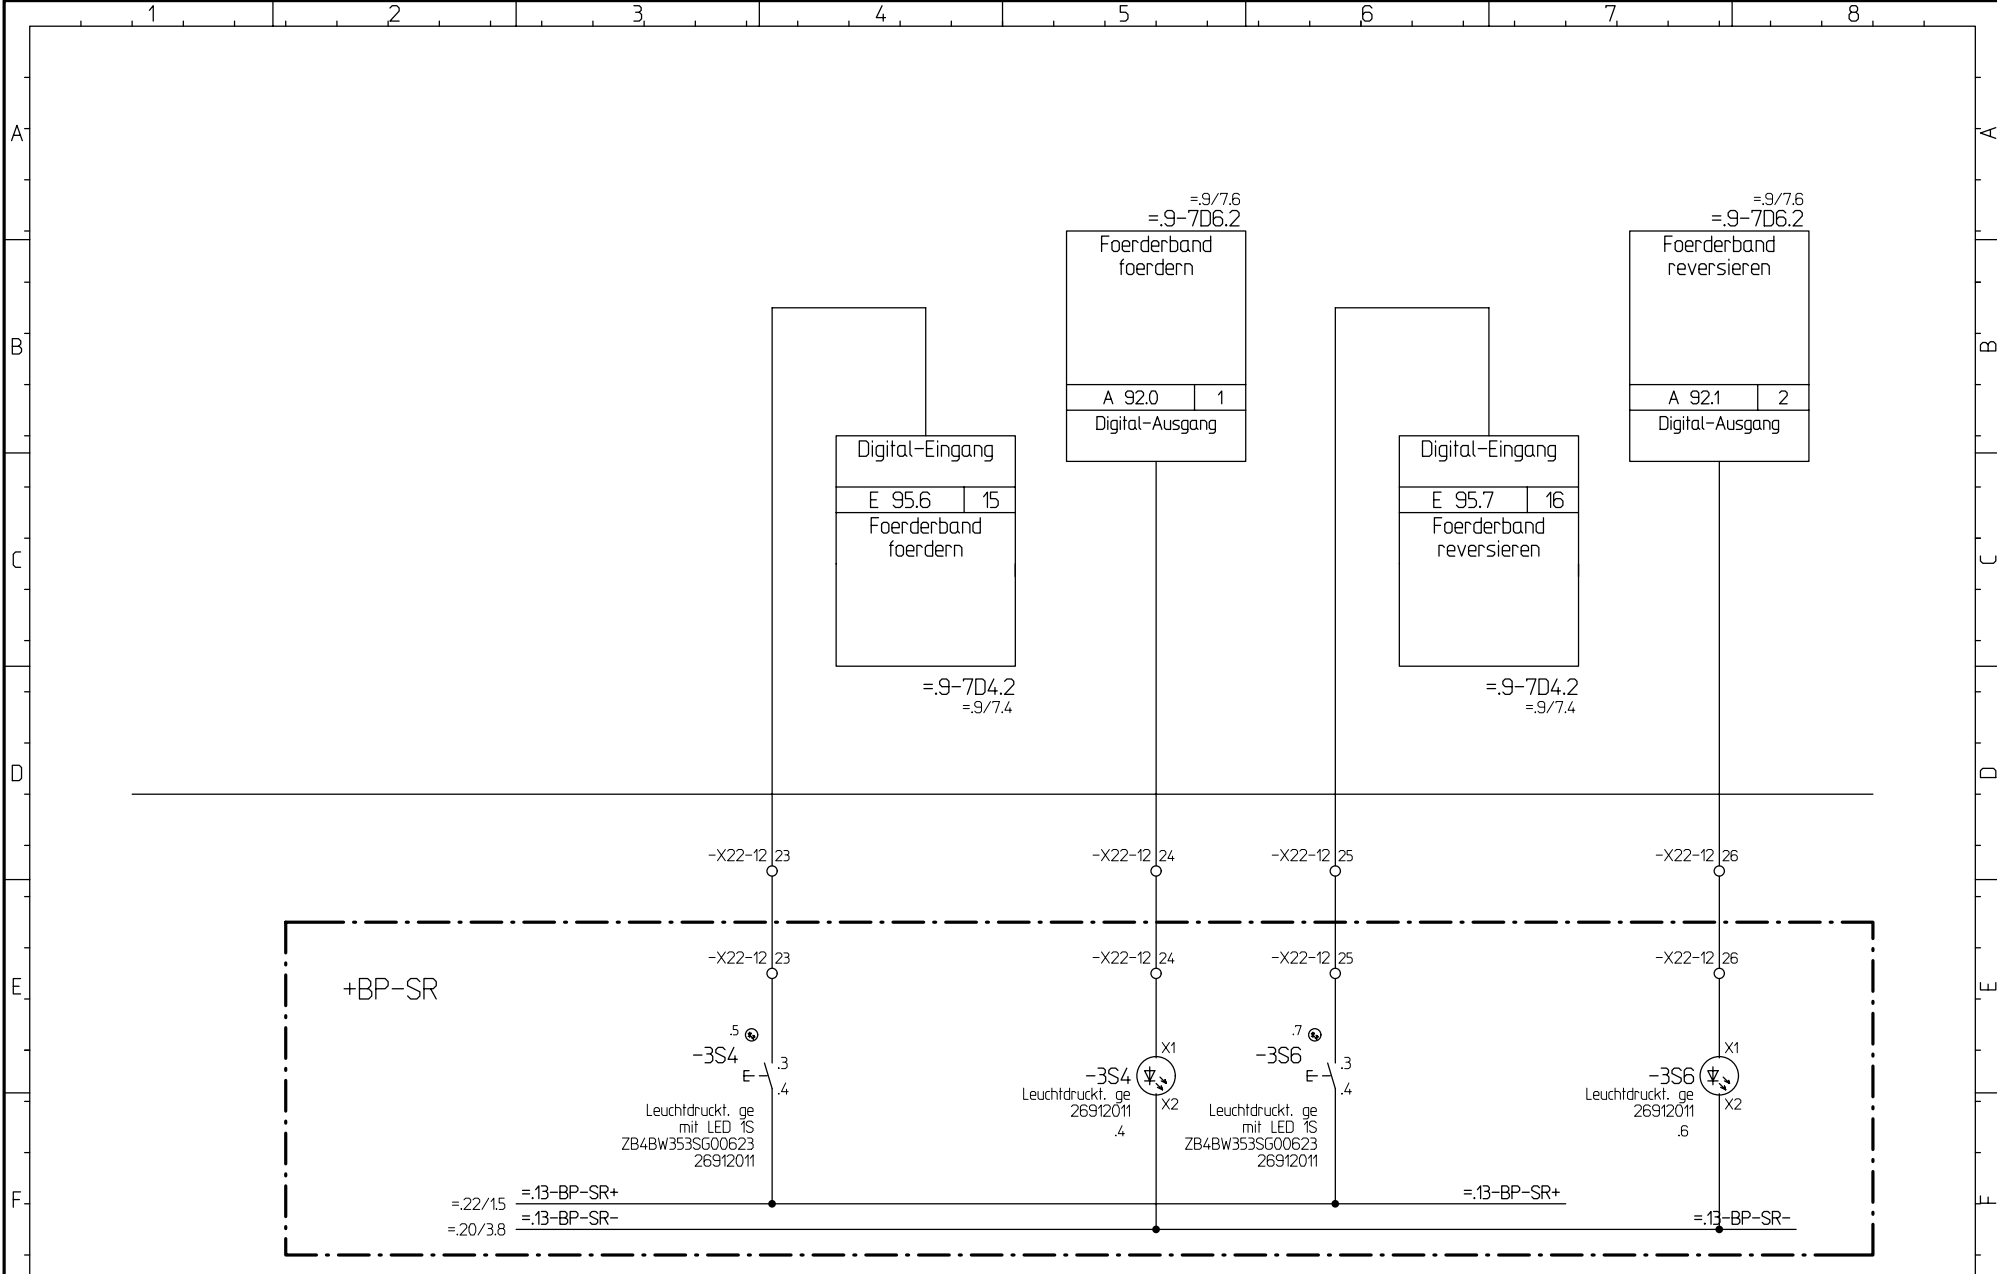 1 2 3 4 5 6 7 8
A A
=.9/7.6 =.9/7.6
=.9-7D6.2 =.9-7D6.2
Foerderband Foerderband
foerdern reversieren
B B
A 92.0 1 A 92.1 2
Digital-Ausgang Digital-Ausgang
Digital-Eingang Digital-Eingang
E 95.6 15 E 95.7 16
Foerderband Foerderband
foerdern reversieren
C C
=.9-7D4.2 =.9-7D4.2
=.9/7.4 =.9/7.4
D D
-X22-12 23 -X22-12 24 -X22-12 25 -X22-12 26
-X22-12 23 -X22-12 24 -X22-12 25 -X22-12 26
E +BP-SR E
.5 .7
-3S4 .3 X1 -3S6 .3 X1
-3S4 -3S6
.4 X2 .4 X2
Leuchtdruckt. ge Leuchtdruckt. ge
26912011 26912011
.4 .6
Leuchtdruckt. ge Leuchtdruckt. ge
mit LED 1S mit LED 1S
ZB4BW353SG00623 ZB4BW353SG00623
26912011 26912011
F F
=.22/1.5 =.13-BP-SR+ =.13-BP-SR+
=.20/3.8 =.13-BP-SR- =.13-BP-SR-